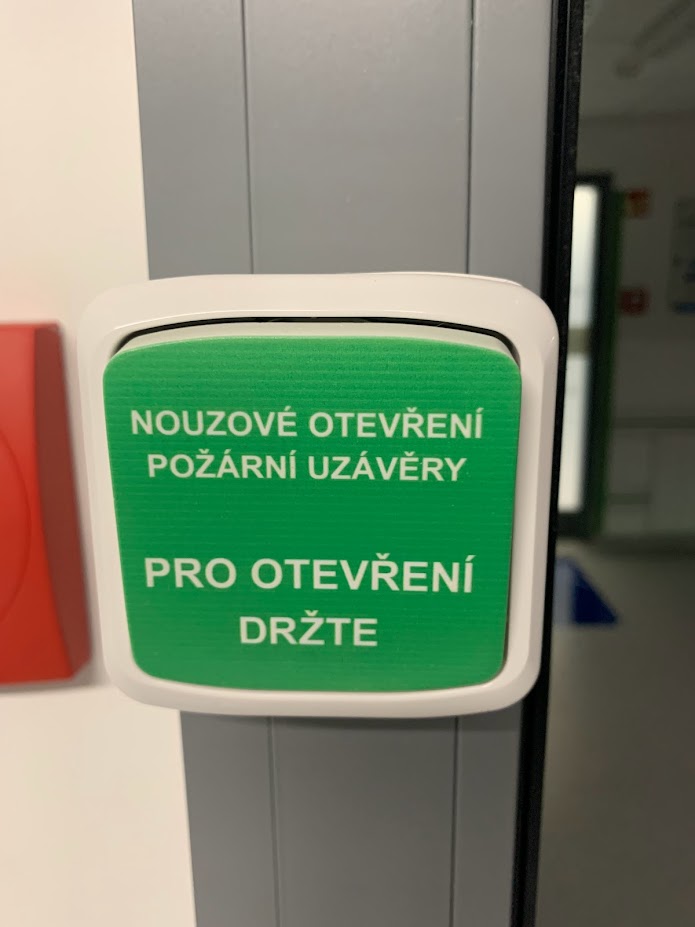 NOUZOVÉ OTEVŘENÍ
POŽÁRNÍ UZÁVĚRY
PRO OTEVŘENÍ
DRŽTE